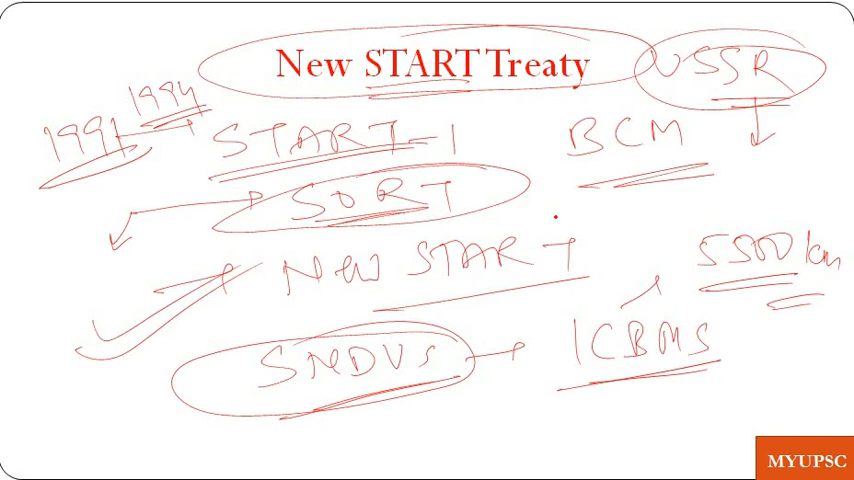 New START Treaty
USSR
1991
1994
START-1
BCM
SORT
New START
5500 km
SNDVs
ICBMS
MYUPSC